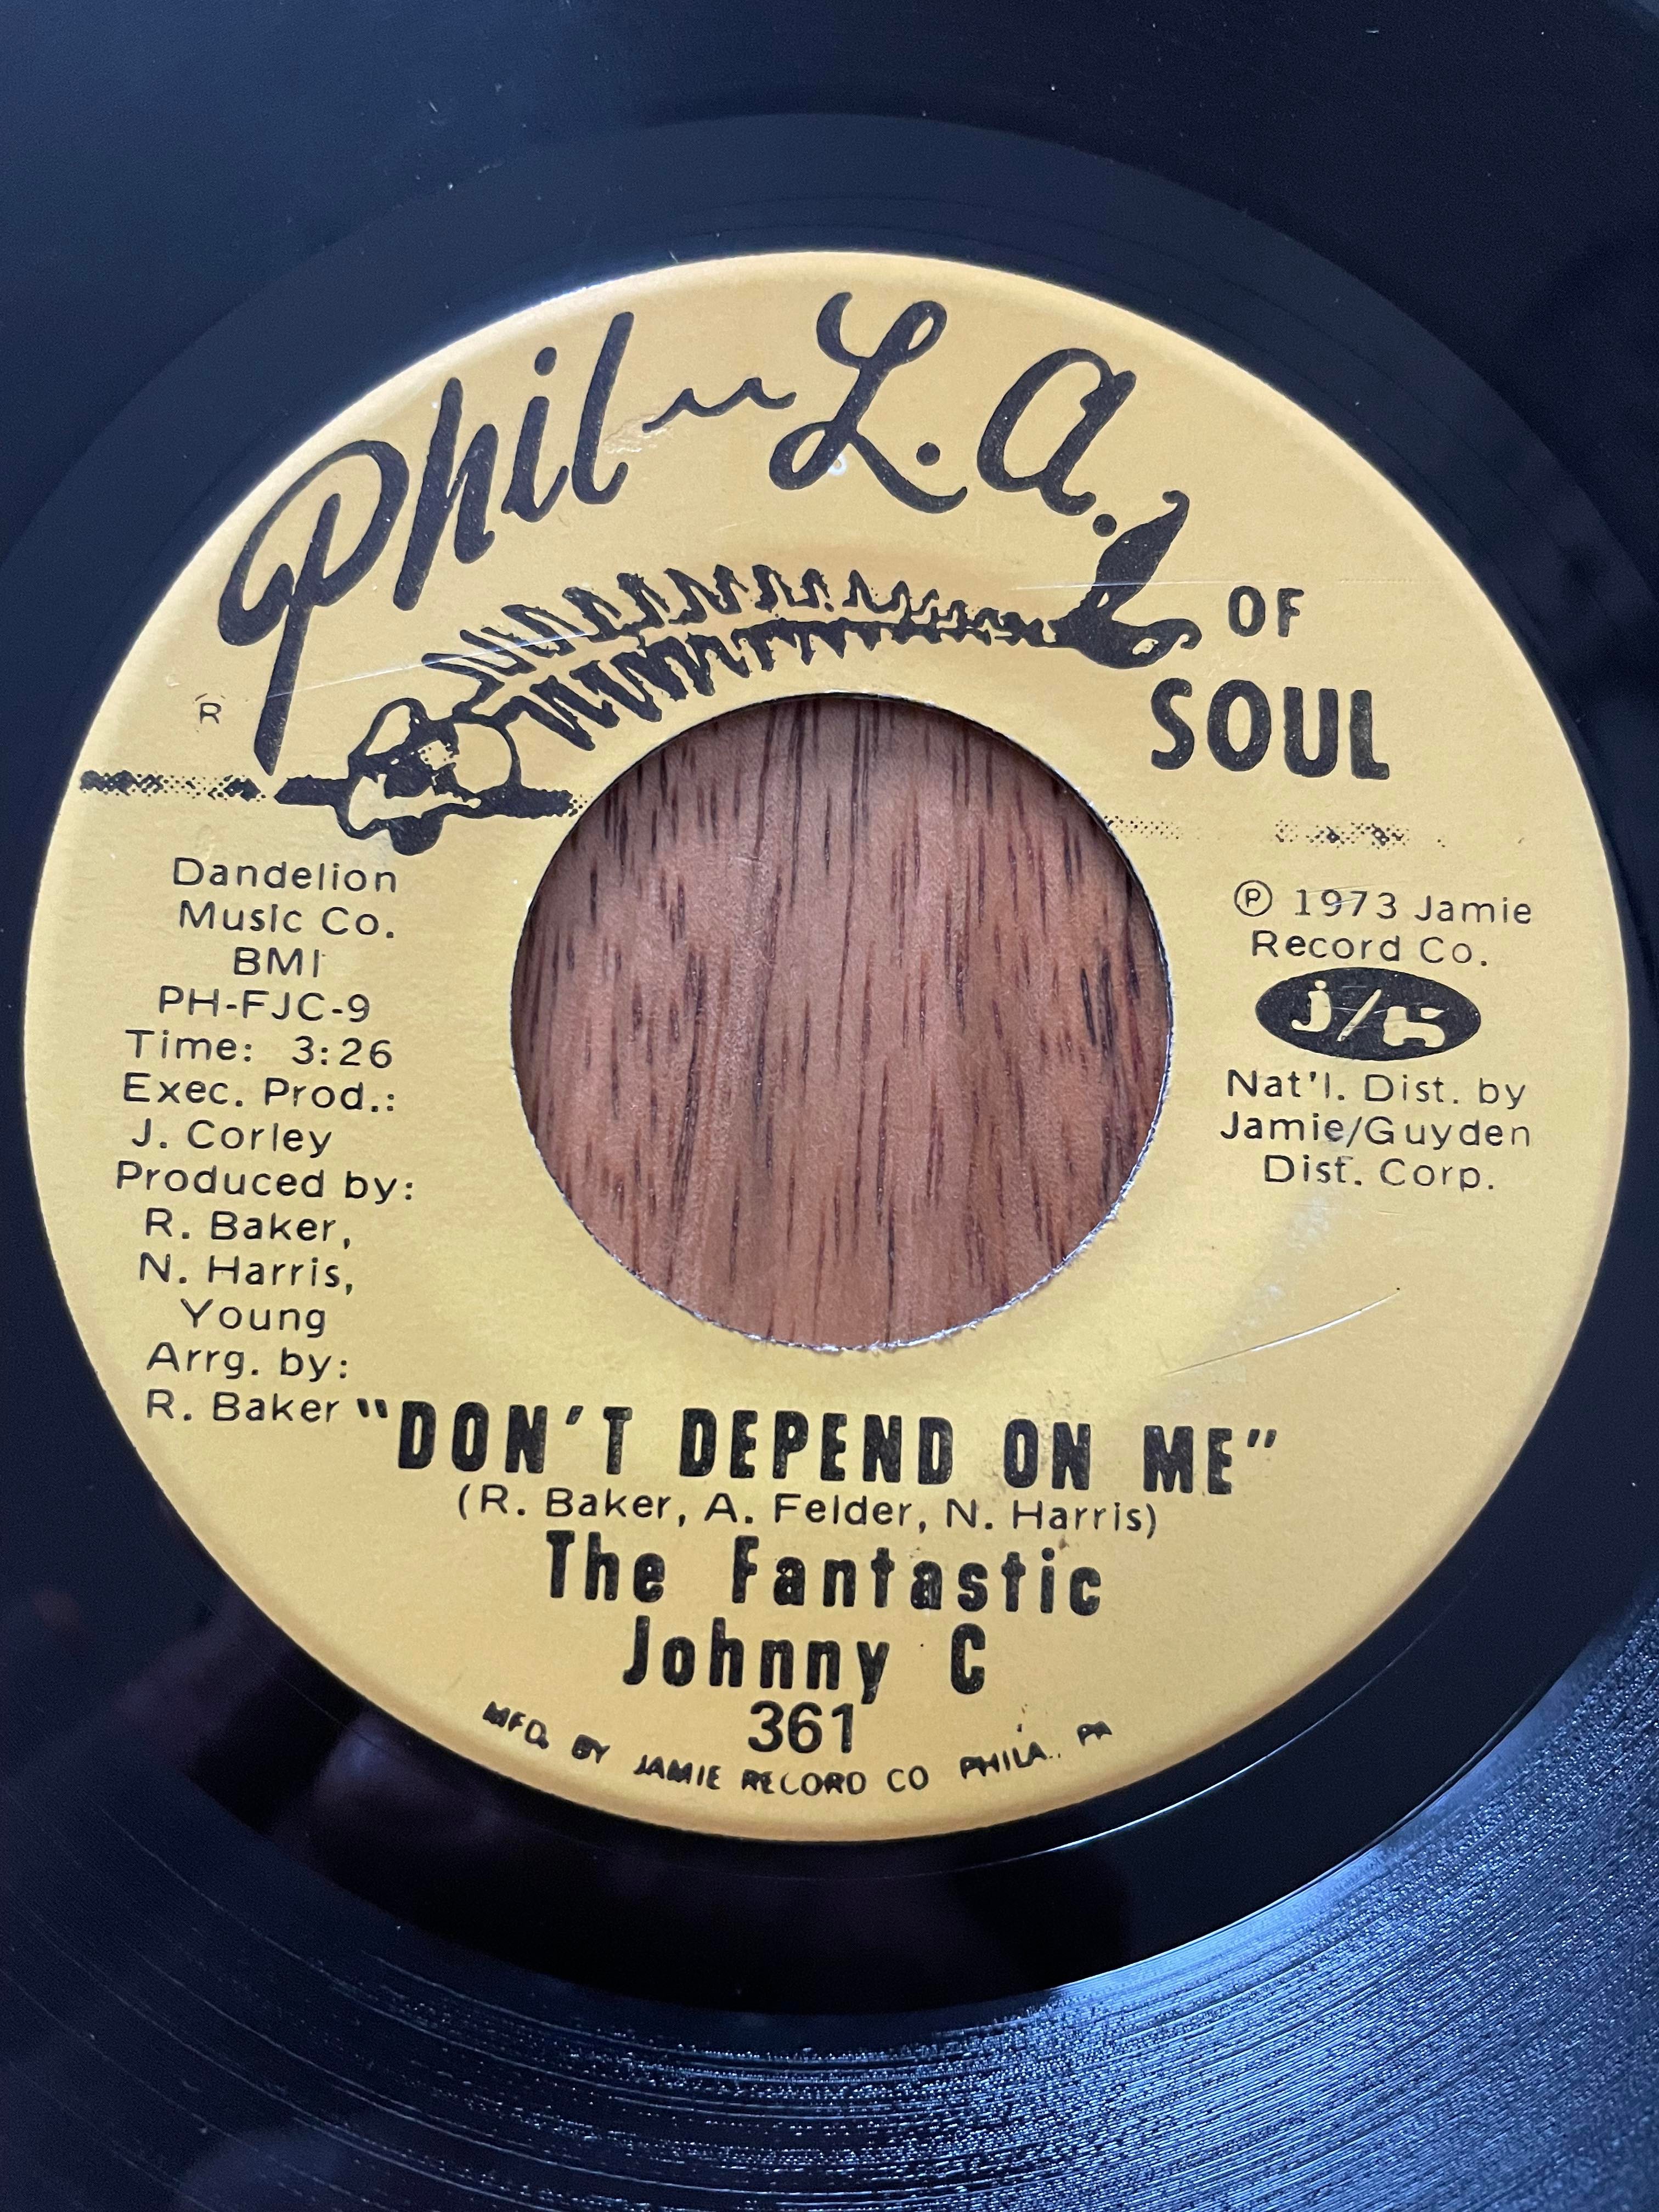 Phil-L.A.
OF
SOUL
R
Dandelion
Music Co.
BMI
PH-FJC-9
Time: 3:26
Exec. Prod.:
J. Corley
Produced by:
R. Baker,
N. Harris,
Young
Arrg. by:
R. Baker
℗ 1973 Jamie
Record Co.
j/G
Nat'l. Dist. by
Jamie/Guyden
Dist. Corp.
"DON'T DEPEND ON ME"
(R. Baker, A. Felder, N. Harris)
The Fantastic
Johnny C
361
MFD. BY JAMIE RECORD CO PHILA., PA